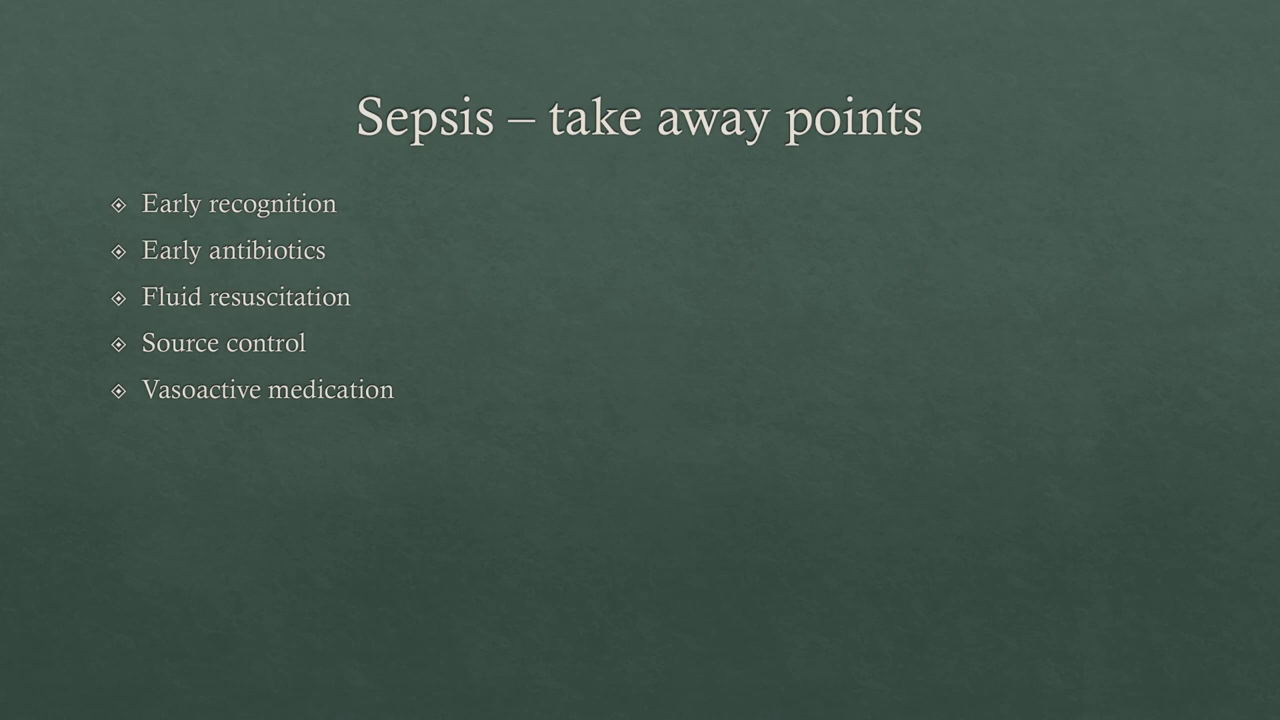 Sepsis – take away points
Early recognition
Early antibiotics
Fluid resuscitation
Source control
Vasoactive medication